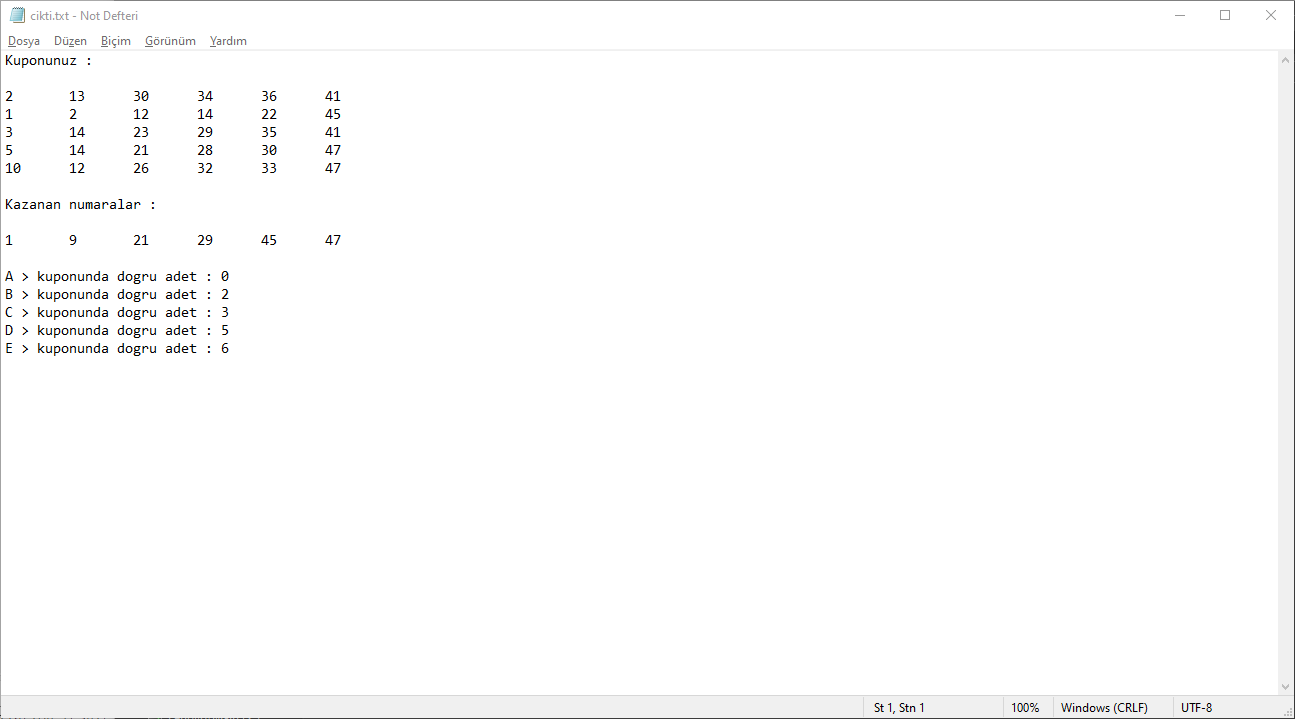 cikti.txt - Not Defteri
Dosya Düzen Biçim Görünüm Yardım
Kuponunuz :
2 13 30 34 36 41
1 2 12 14 22 45
3 14 23 29 35 41
5 14 21 28 30 47
10 12 26 32 33 47
Kazanan numaralar :
1 9 21 29 45 47
A > kuponunda dogru adet : 0
B > kuponunda dogru adet : 2
C > kuponunda dogru adet : 3
D > kuponunda dogru adet : 5
E > kuponunda dogru adet : 6
St 1, Stn 1 100% Windows (CRLF) UTF-8